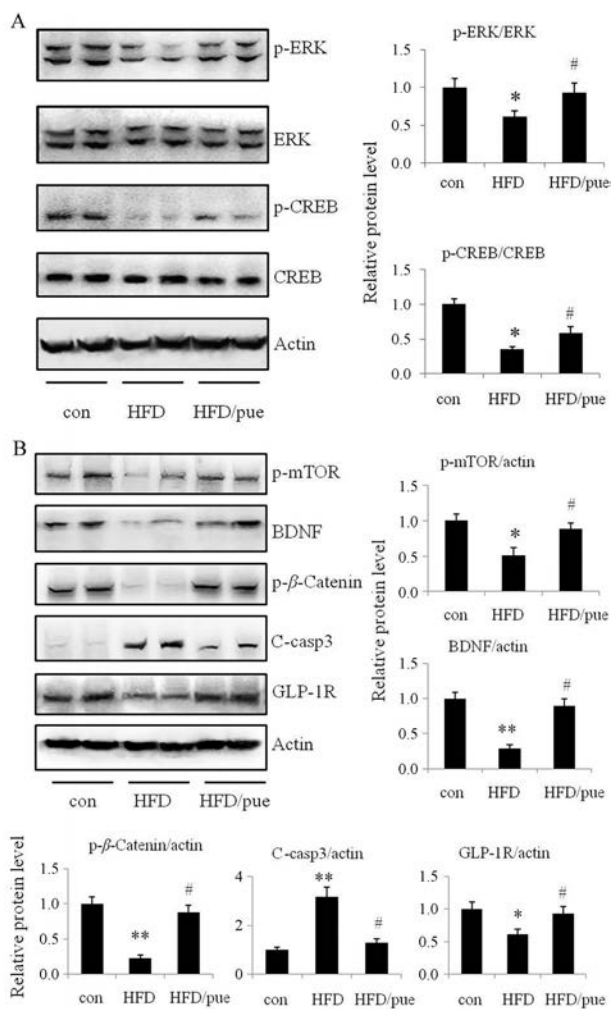 A
p-ERK
ERK
p-CREB
CREB
Actin
con HFD HFD/pue
Relative protein level
p-ERK/ERK
1.5
1.0
0.5
0.0
* #
con HFD HFD/pue
p-CREB/CREB
1.5
1.0
0.5
0.0
* #
con HFD HFD/pue
B
p-mTOR
BDNF
p-β-Catenin
C-casp3
GLP-1R
Actin
con HFD HFD/pue
Relative protein level
p-mTOR/actin
1.5
1.0
0.5
0.0
* #
con HFD HFD/pue
BDNF/actin
1.5
1.0
0.5
0.0
** #
con HFD HFD/pue
Relative protein level
p-β-Catenin/actin
1.5
1.0
0.5
0.0
** #
con HFD HFD/pue
C-casp3/actin
4
2
0
** #
con HFD HFD/pue
GLP-1R/actin
1.5
1.0
0.5
0.0
* #
con HFD HFD/pue